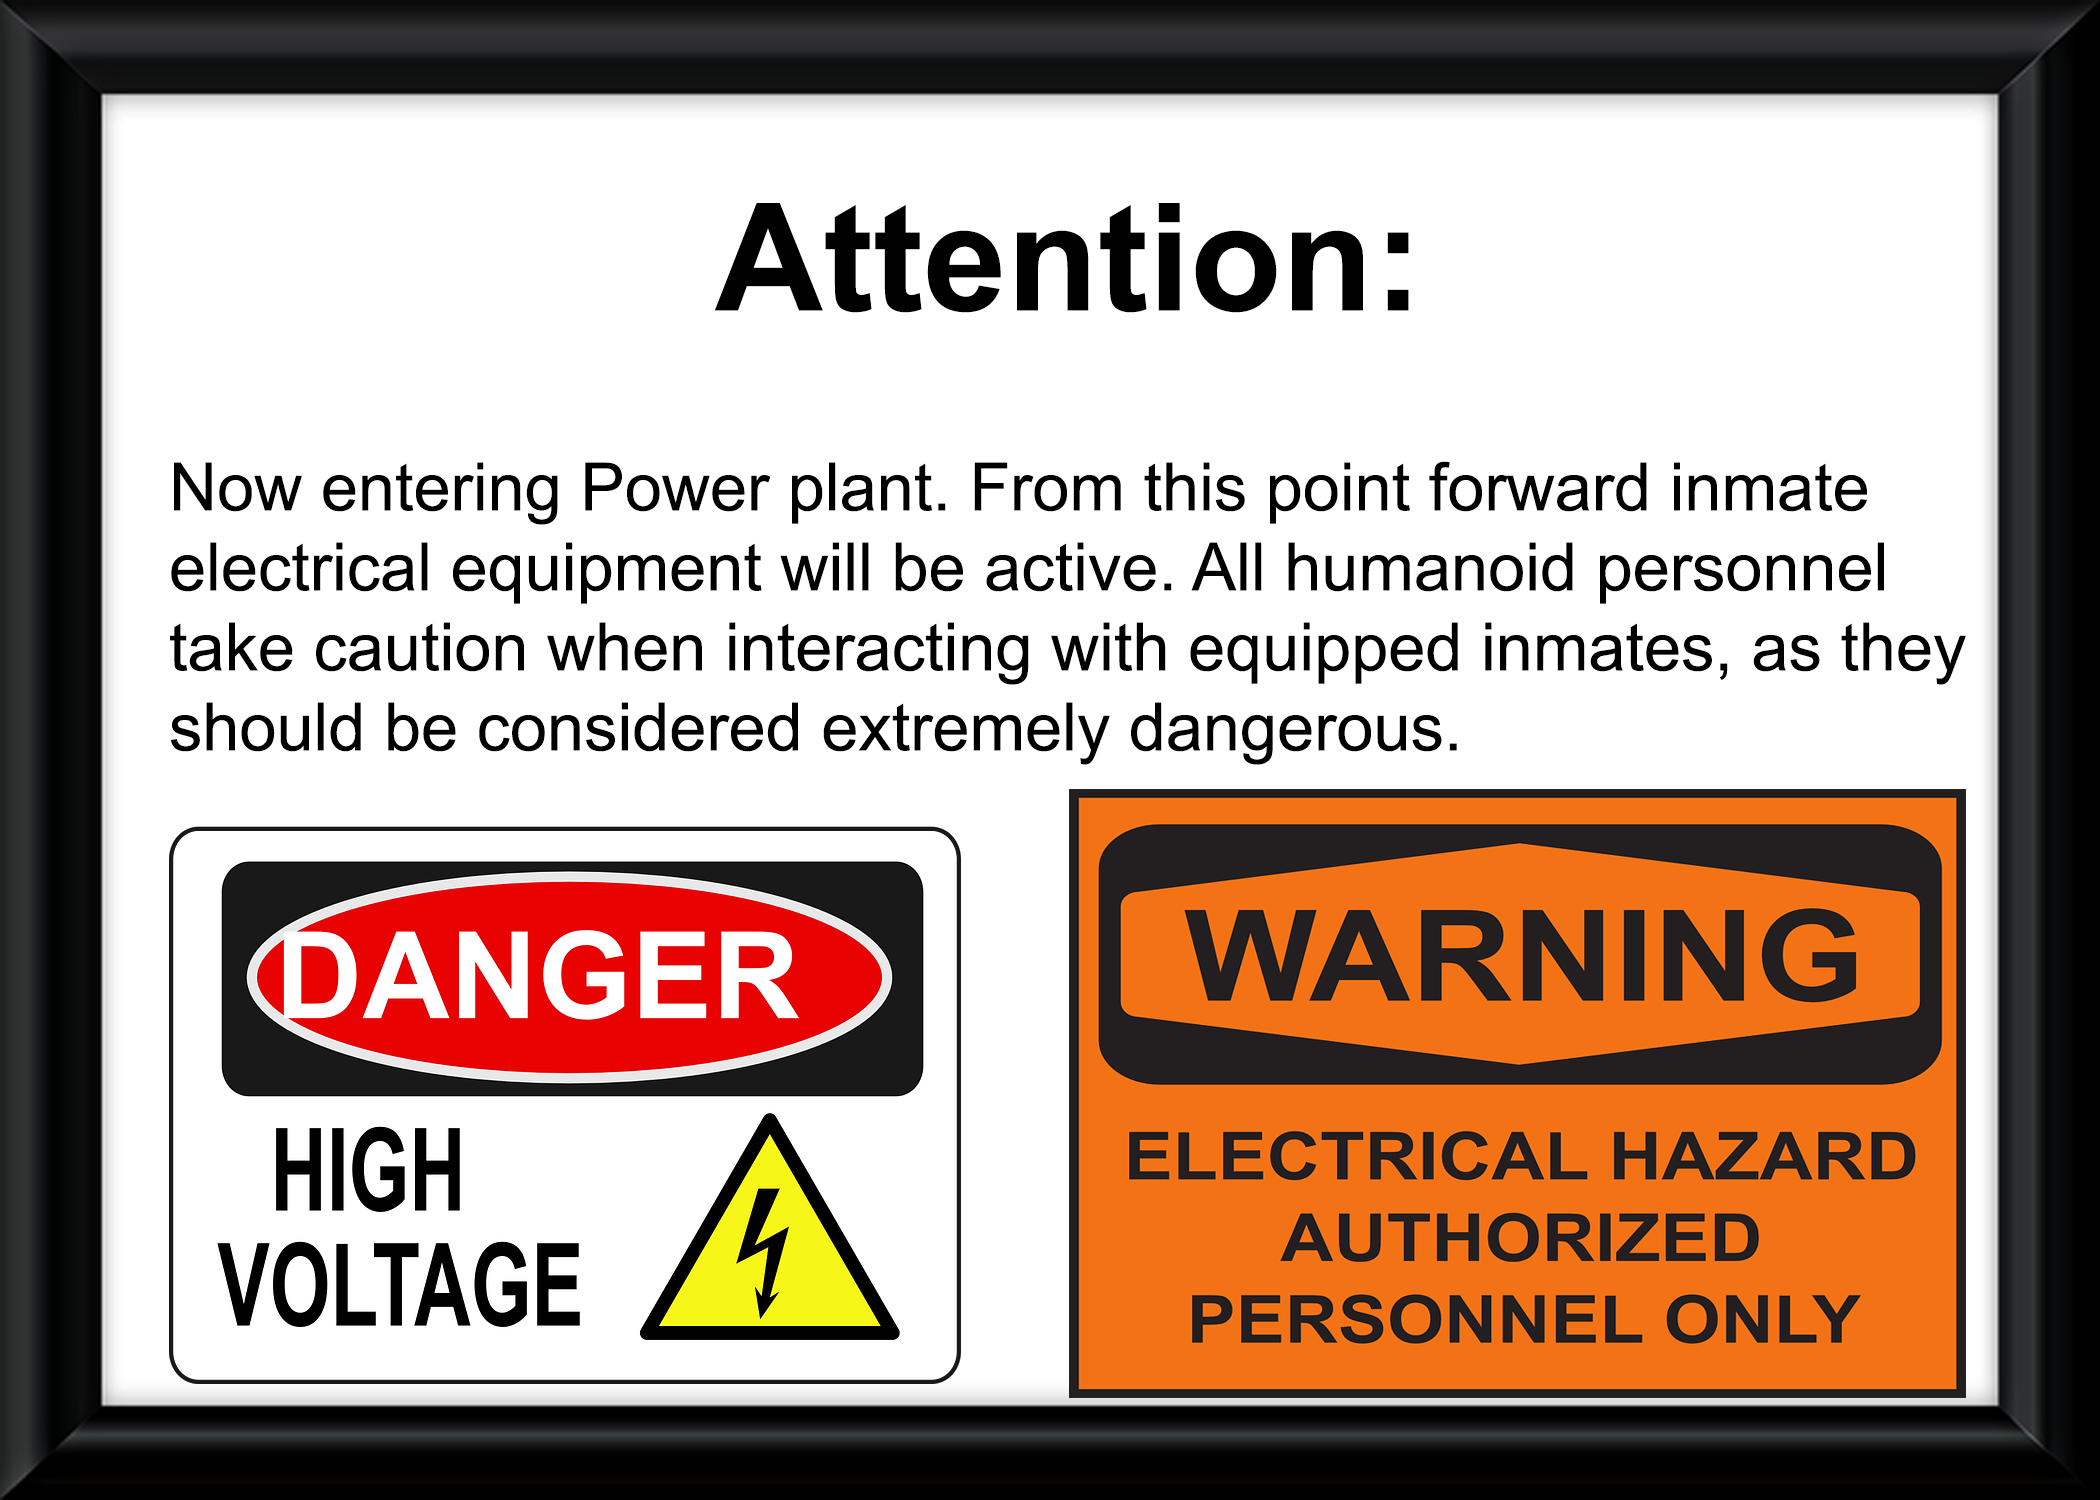 Attention:
Now entering Power plant. From this point forward inmate
electrical equipment will be active. All humanoid personnel
take caution when interacting with equipped inmates, as they
should be considered extremely dangerous.
DANGER
HIGH
VOLTAGE
WARNING
ELECTRICAL HAZARD
AUTHORIZED
PERSONNEL ONLY